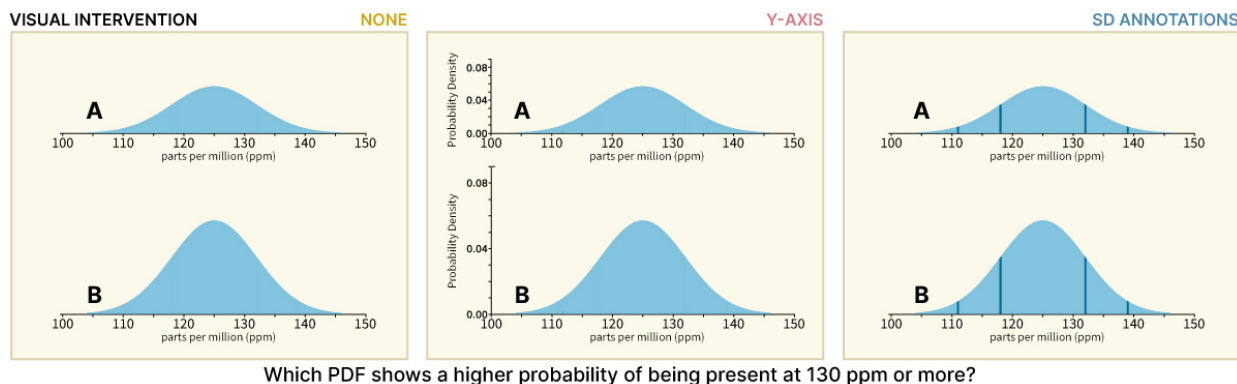 VISUAL INTERVENTION NONE
A
100 110 120 130 140 150
parts per million (ppm)
B
100 110 120 130 140 150
parts per million (ppm)
Y-AXIS
Probability Density
0.08
0.04
0.00
A
100 110 120 130 140 150
parts per million (ppm)
Probability Density
0.08
0.04
0.00
B
100 110 120 130 140 150
parts per million (ppm)
SD ANNOTATIONS
A
100 110 120 130 140 150
parts per million (ppm)
B
100 110 120 130 140 150
parts per million (ppm)
Which PDF shows a higher probability of being present at 130 ppm or more?